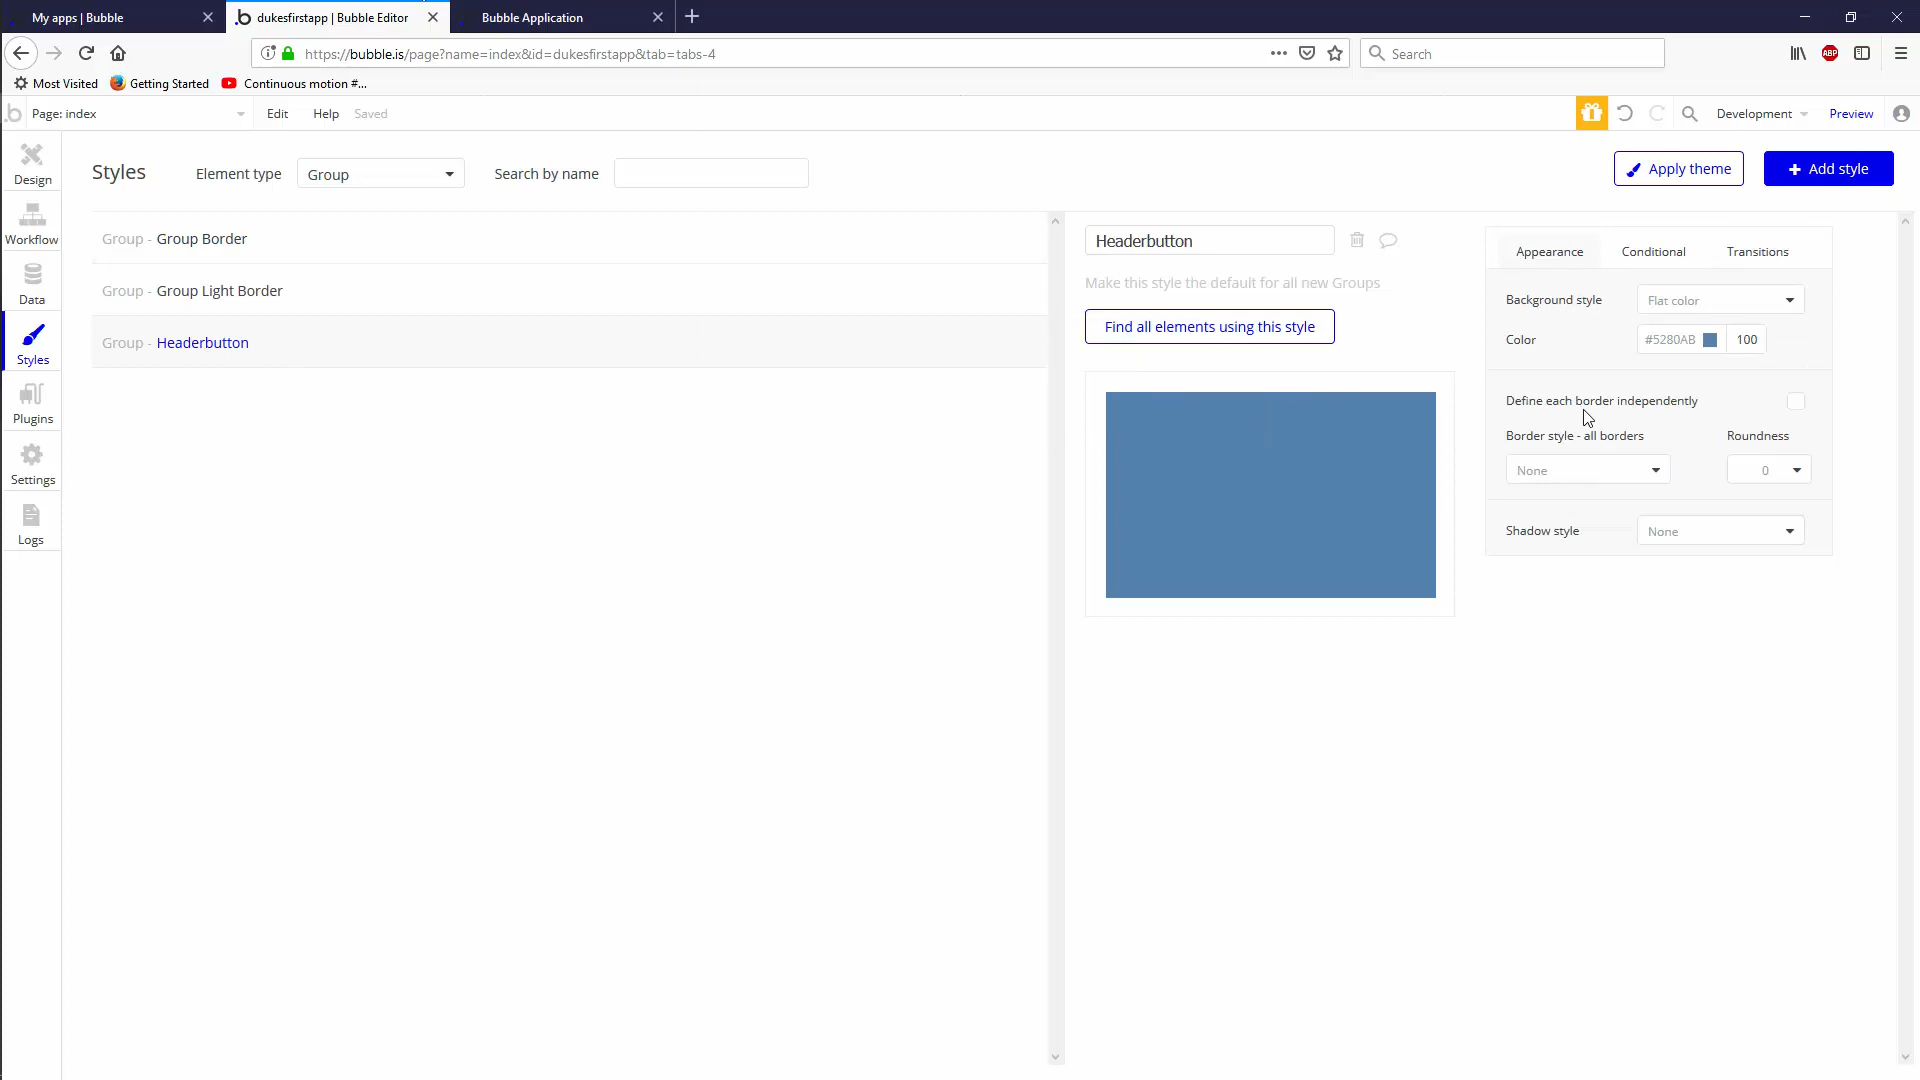 My apps | Bubble
dukesfirstapp | Bubble Editor
Bubble Application
https://bubble.is/page?name=index&id=dukesfirstapp&tab=tabs-4
Search
Most Visited
Getting Started
Continuous motion #...
Page: index
Edit
Help
Saved
Development
Preview
Design
Workflow
Data
Styles
Plugins
Settings
Logs
Styles
Element type
Group
Search by name
Apply theme
Add style
Group - Group Border
Group - Group Light Border
Group - Headerbutton
Headerbutton
Make this style the default for all new Groups
Find all elements using this style
Appearance
Conditional
Transitions
Background style
Flat color
Color
#5280AB
100
Define each border independently
Border style - all borders
Roundness
None
0
Shadow style
None
ABP